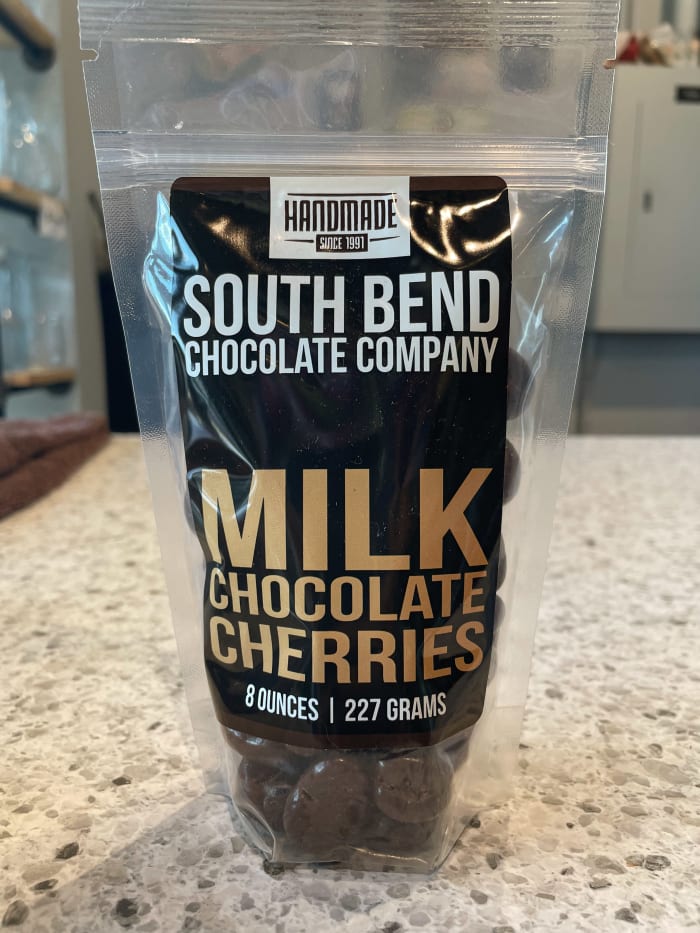 HANDMADE
SINCE 1991
SOUTH BEND
CHOCOLATE COMPANY
MILK
CHOCOLATE
CHERRIES
8 OUNCES | 227 GRAMS